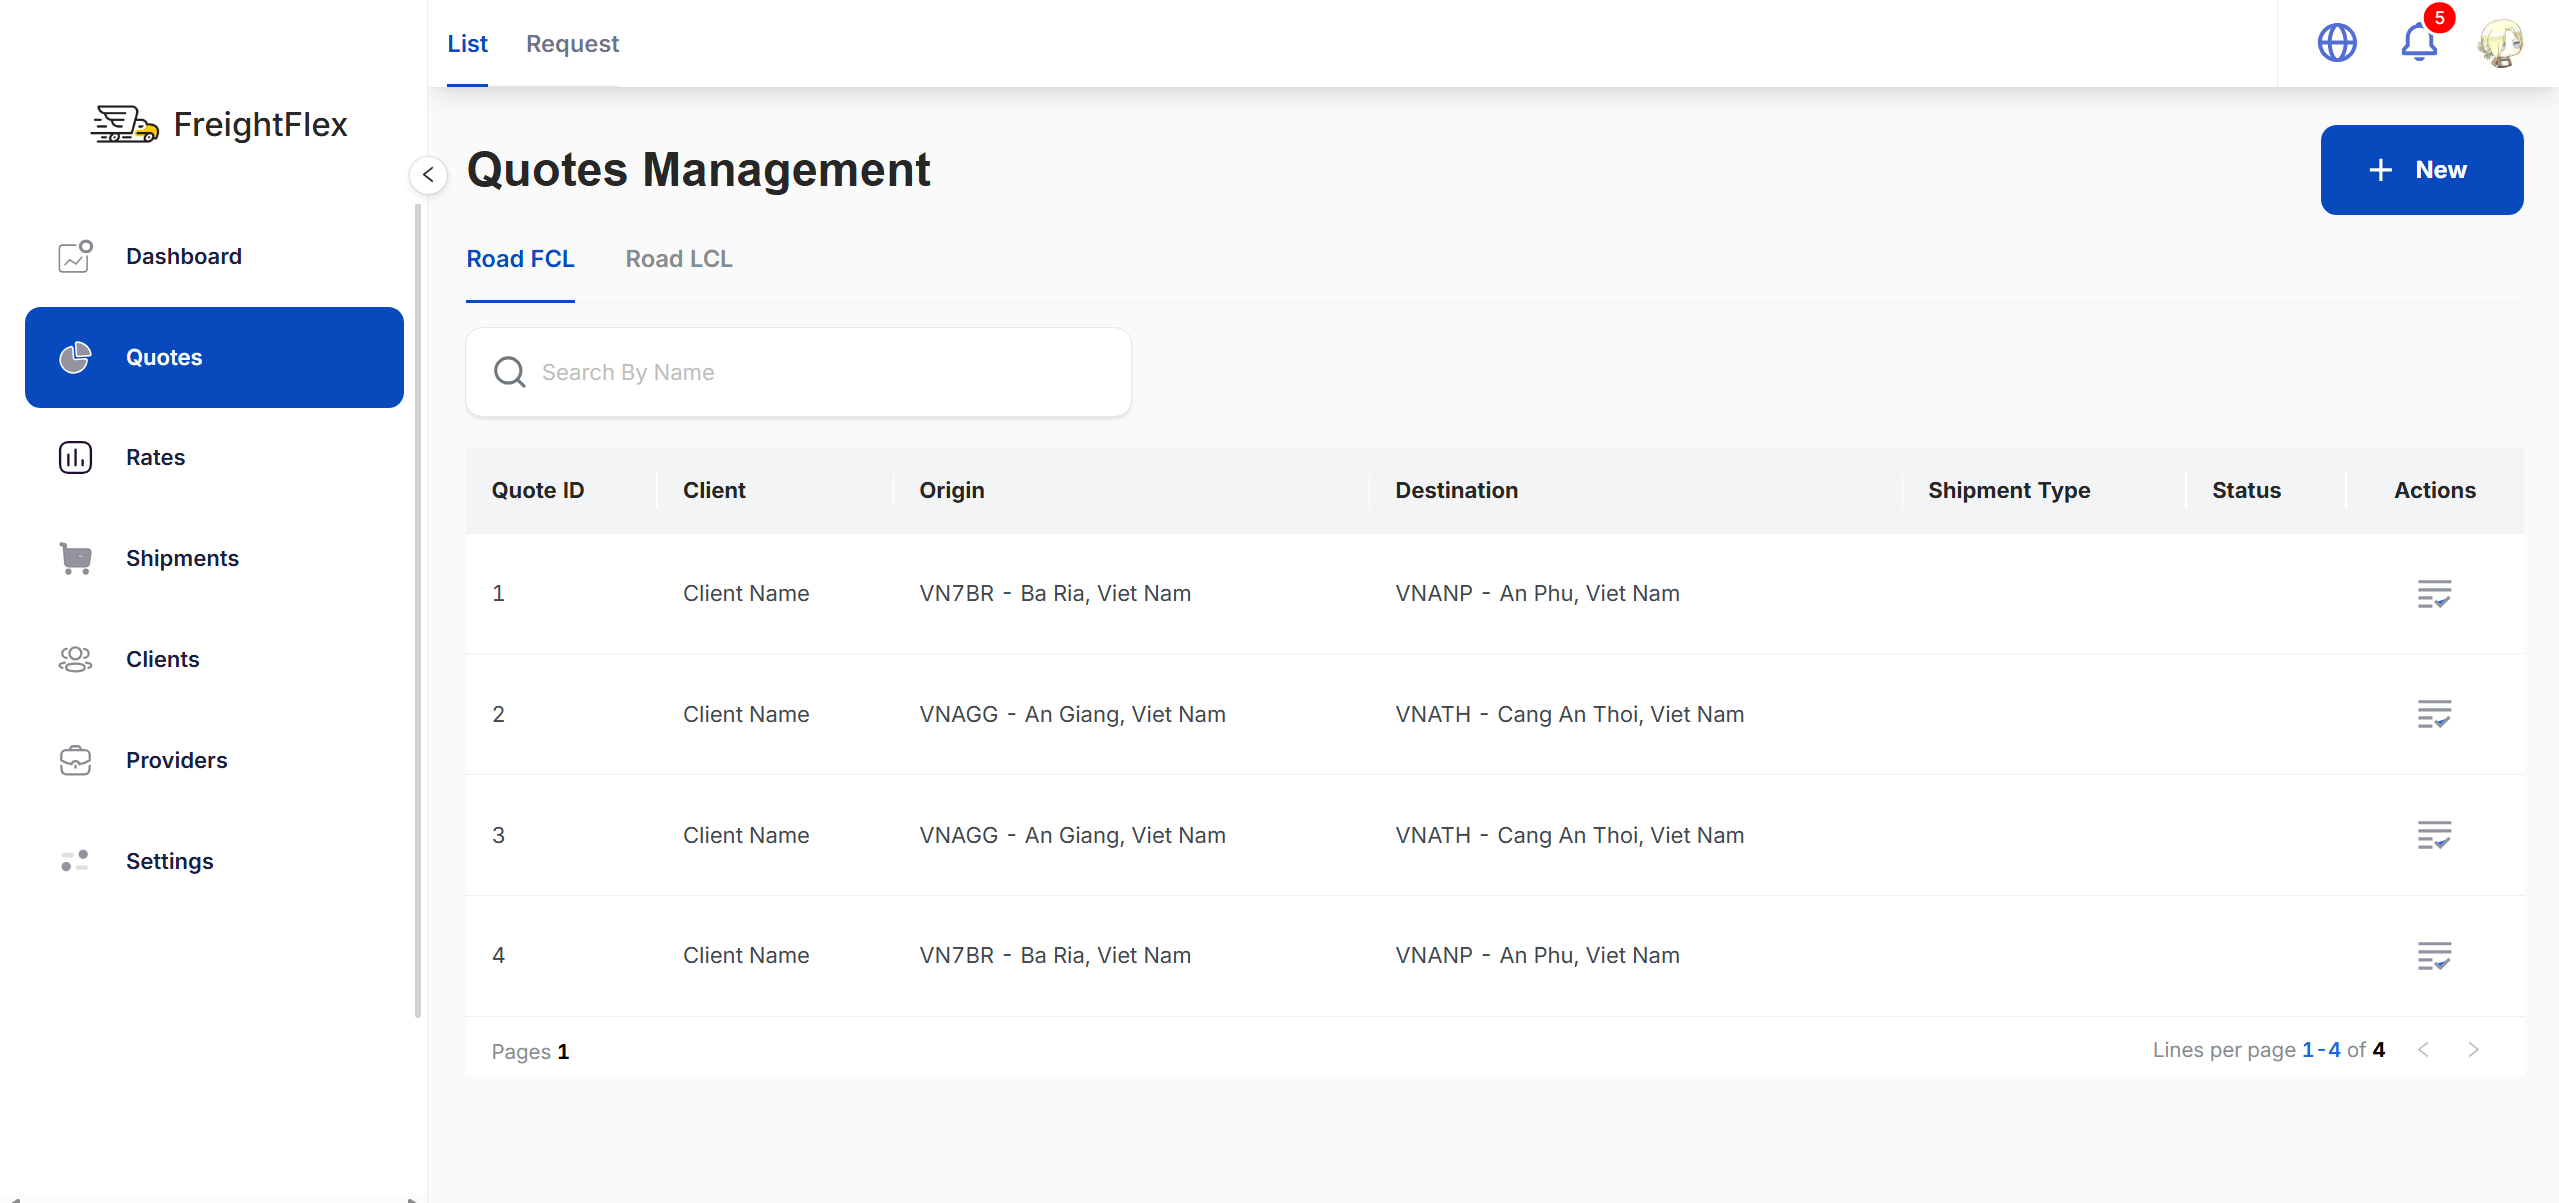 List Request
5
FreightFlex
Quotes Management
+ New
Dashboard
Road FCL Road LCL
Quotes
Search By Name
Rates
Quote ID Client Origin Destination Shipment Type Status Actions
Shipments
1 Client Name VN7BR - Ba Ria, Viet Nam VNANP - An Phu, Viet Nam
Clients
2 Client Name VNAGG - An Giang, Viet Nam VNATH - Cang An Thoi, Viet Nam
Providers
3 Client Name VNAGG - An Giang, Viet Nam VNATH - Cang An Thoi, Viet Nam
Settings
4 Client Name VN7BR - Ba Ria, Viet Nam VNANP - An Phu, Viet Nam
Pages 1
Lines per page 1-4 of 4 < >